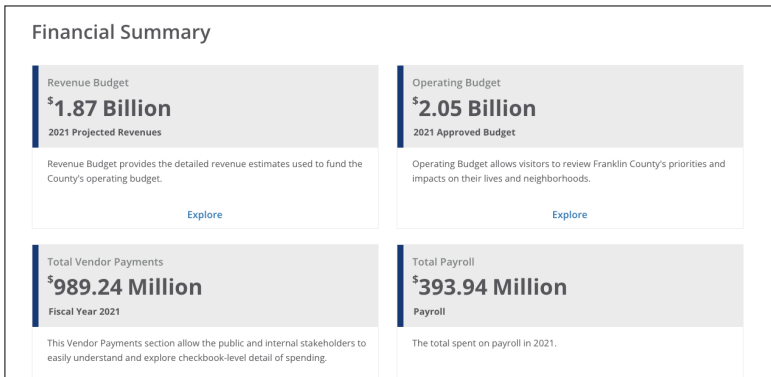 Financial Summary
Revenue Budget
$1.87 Billion
2021 Projected Revenues
Revenue Budget provides the detailed revenue estimates used to fund the
County's operating budget.
Explore
Operating Budget
$2.05 Billion
2021 Approved Budget
Operating Budget allows visitors to review Franklin County's priorities and
impacts on their lives and neighborhoods.
Explore
Total Vendor Payments
$989.24 Million
Fiscal Year 2021
This Vendor Payments section allow the public and internal stakeholders to
easily understand and explore checkbook-level detail of spending.
Total Payroll
$393.94 Million
Payroll
The total spent on payroll in 2021.